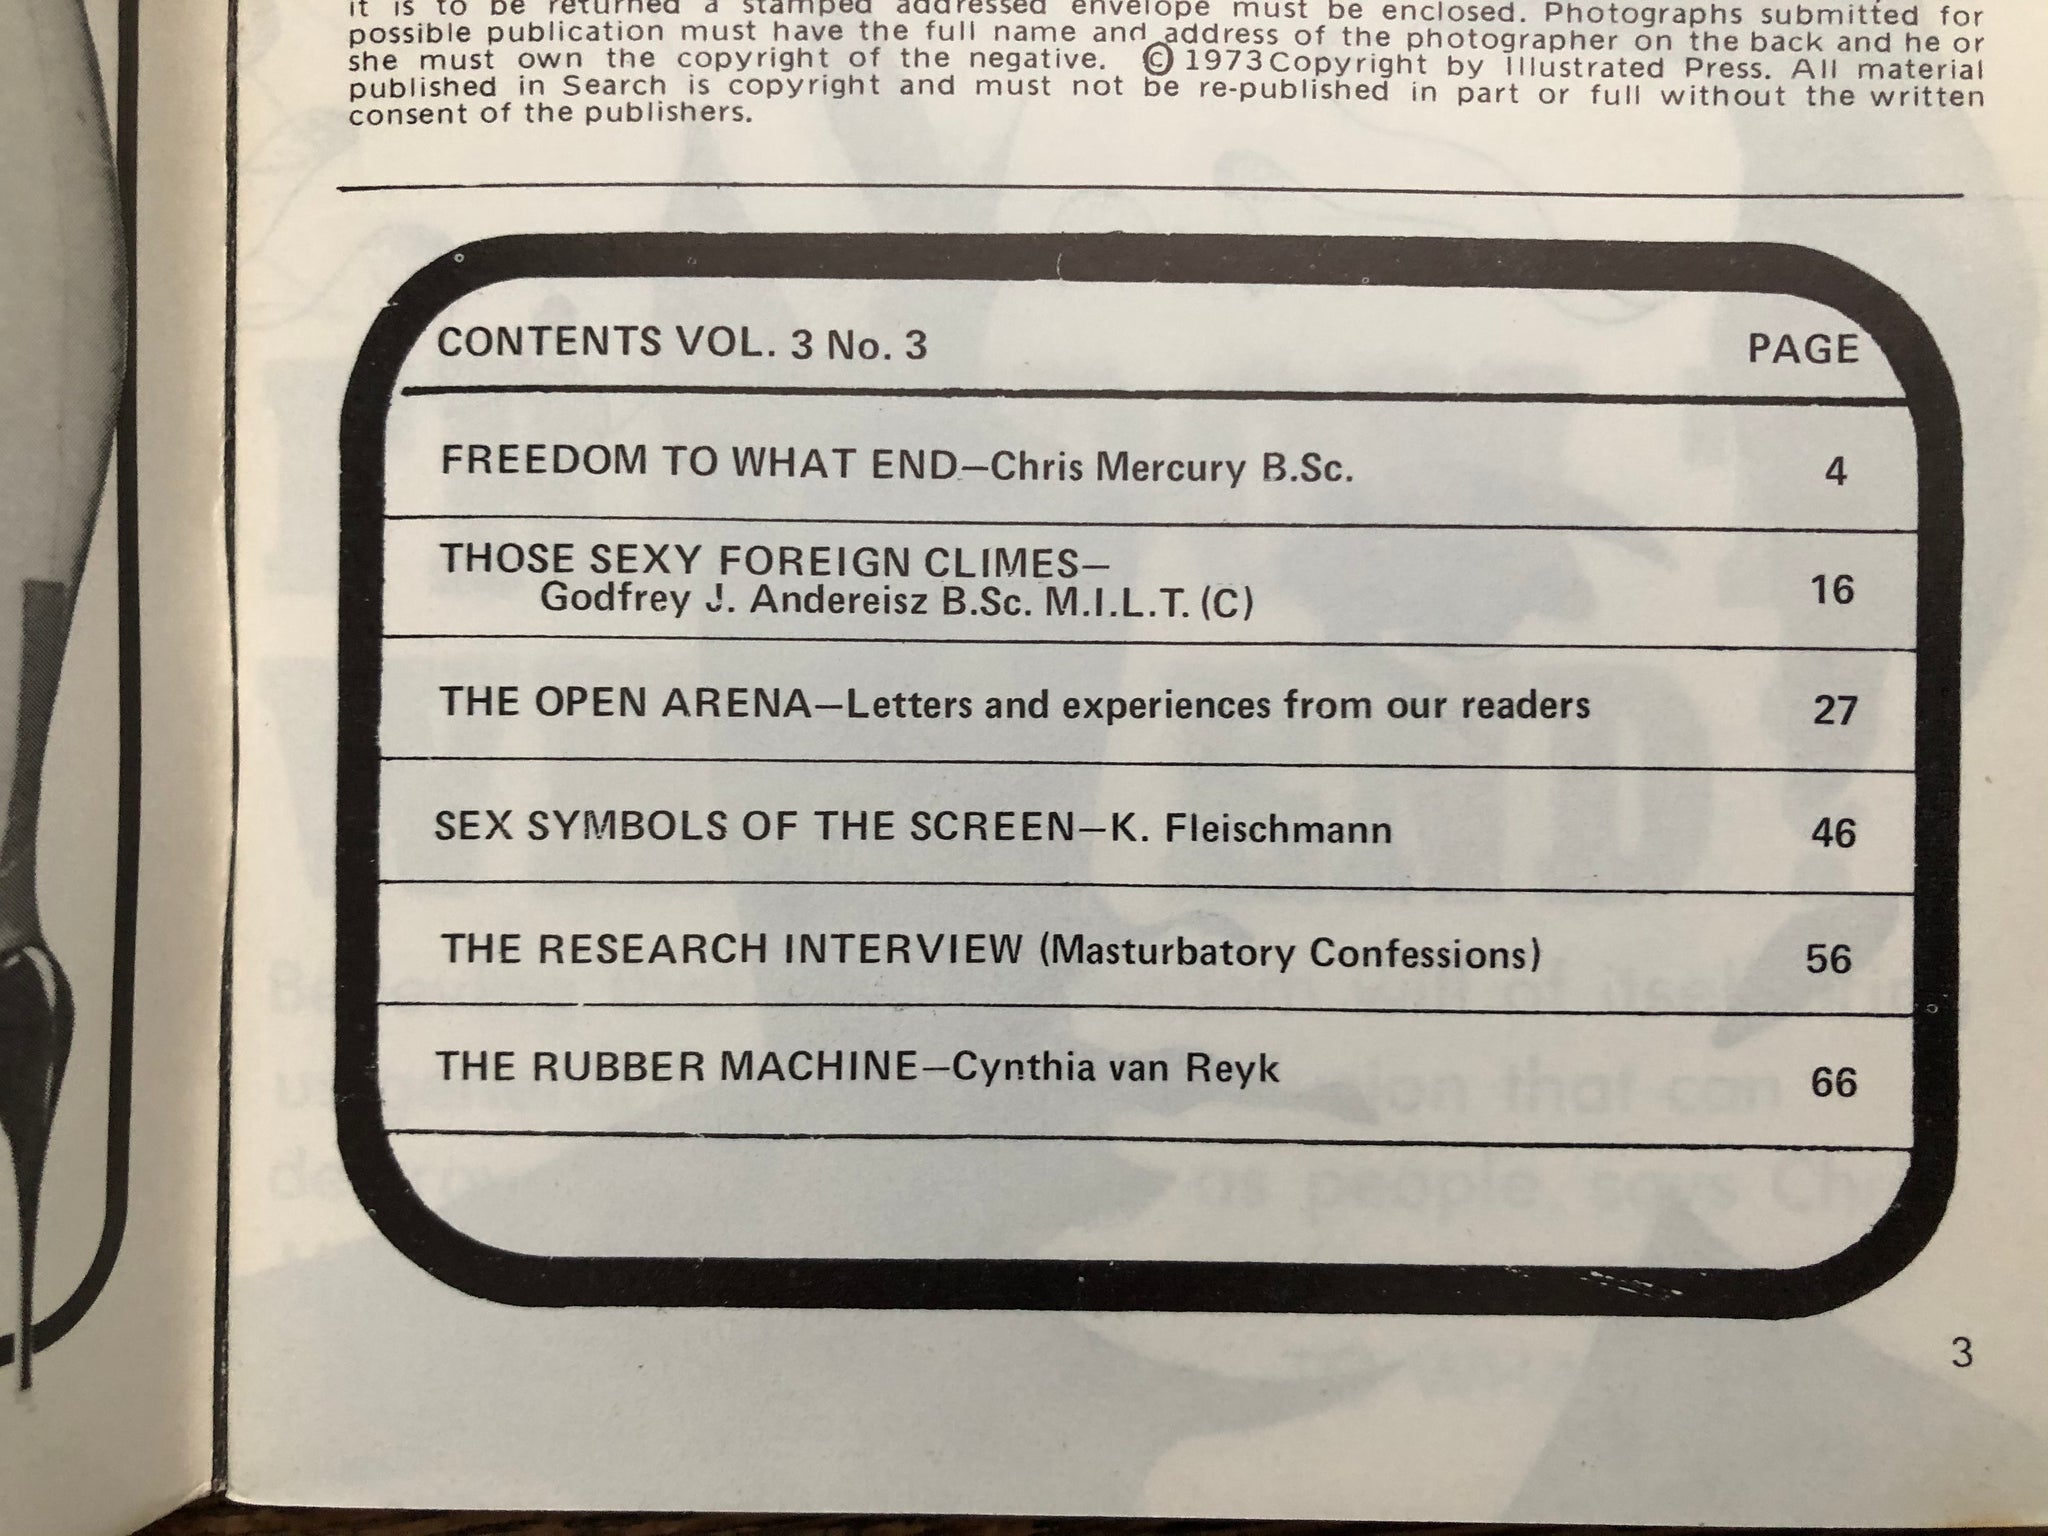 it is to be returned a stamped addressed envelope must be enclosed. Photographs submitted for
possible publication must have the full name and address of the photographer on the back and he or
she must own the copyright of the negative. © 1973 Copyright by Illustrated Press. All material
published in Search is copyright and must not be re-published in part or full without the written
consent of the publishers.
CONTENTS VOL. 3 No. 3 PAGE
FREEDOM TO WHAT END—Chris Mercury B.Sc. 4
THOSE SEXY FOREIGN CLIMES—
Godfrey J. Andereisz B.Sc. M.I.L.T. (C) 16
THE OPEN ARENA—Letters and experiences from our readers 27
SEX SYMBOLS OF THE SCREEN—K. Fleischmann 46
THE RESEARCH INTERVIEW (Masturbatory Confessions) 56
THE RUBBER MACHINE—Cynthia van Reyk 66
3